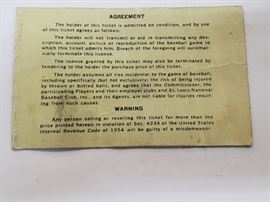 AGREEMENT
The holder of this ticket is admitted on condition, and by use
of this ticket agrees as follows:
The holder will not transmit or aid in transmitting any des-
cription, account, picture or reproduction of the baseball game to
which this ticket admits him. Breach of the foregoing will automati-
cally terminate this license.
The license granted by this ticket may also be terminated by
tendering to the holder the purchase price of this ticket.
The holder assumes all risk incidental to the game of baseball,
including specifically (but not exclusively) the risk of being injured
by thrown or batted balls, and agrees that the Commissioner, the
participating Players and their employer clubs and St. Louis National
Baseball Club, Inc., and its Agents, are not liable for injuries result-
ing from such causes.
WARNING
Any person selling or reselling this ticket for more than the
price printed hereon in violation of Sec. 4234 of the United States
Internal Revenue Code of 1954 will be guilty of a misdemeanor